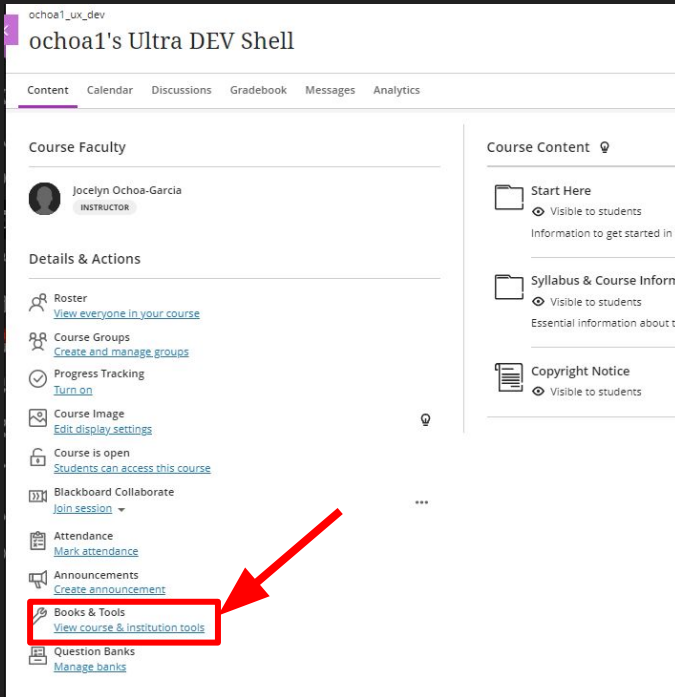 ochoa1_ux_dev
ochoa1's Ultra DEV Shell
Content Calendar Discussions Gradebook Messages Analytics
Course Faculty
Jocelyn Ochoa-Garcia
INSTRUCTOR
Details & Actions
Roster
View everyone in your course
Course Groups
Create and manage groups
Progress Tracking
Turn on
Course Image
Edit display settings
Course is open
Students can access this course
Blackboard Collaborate
Join session
Attendance
Mark attendance
Announcements
Create announcement
Books & Tools
View course & institution tools
Question Banks
Manage banks
Course Content
Start Here
Visible to students
Information to get started in
Syllabus & Course Inform
Visible to students
Essential information about t
Copyright Notice
Visible to students